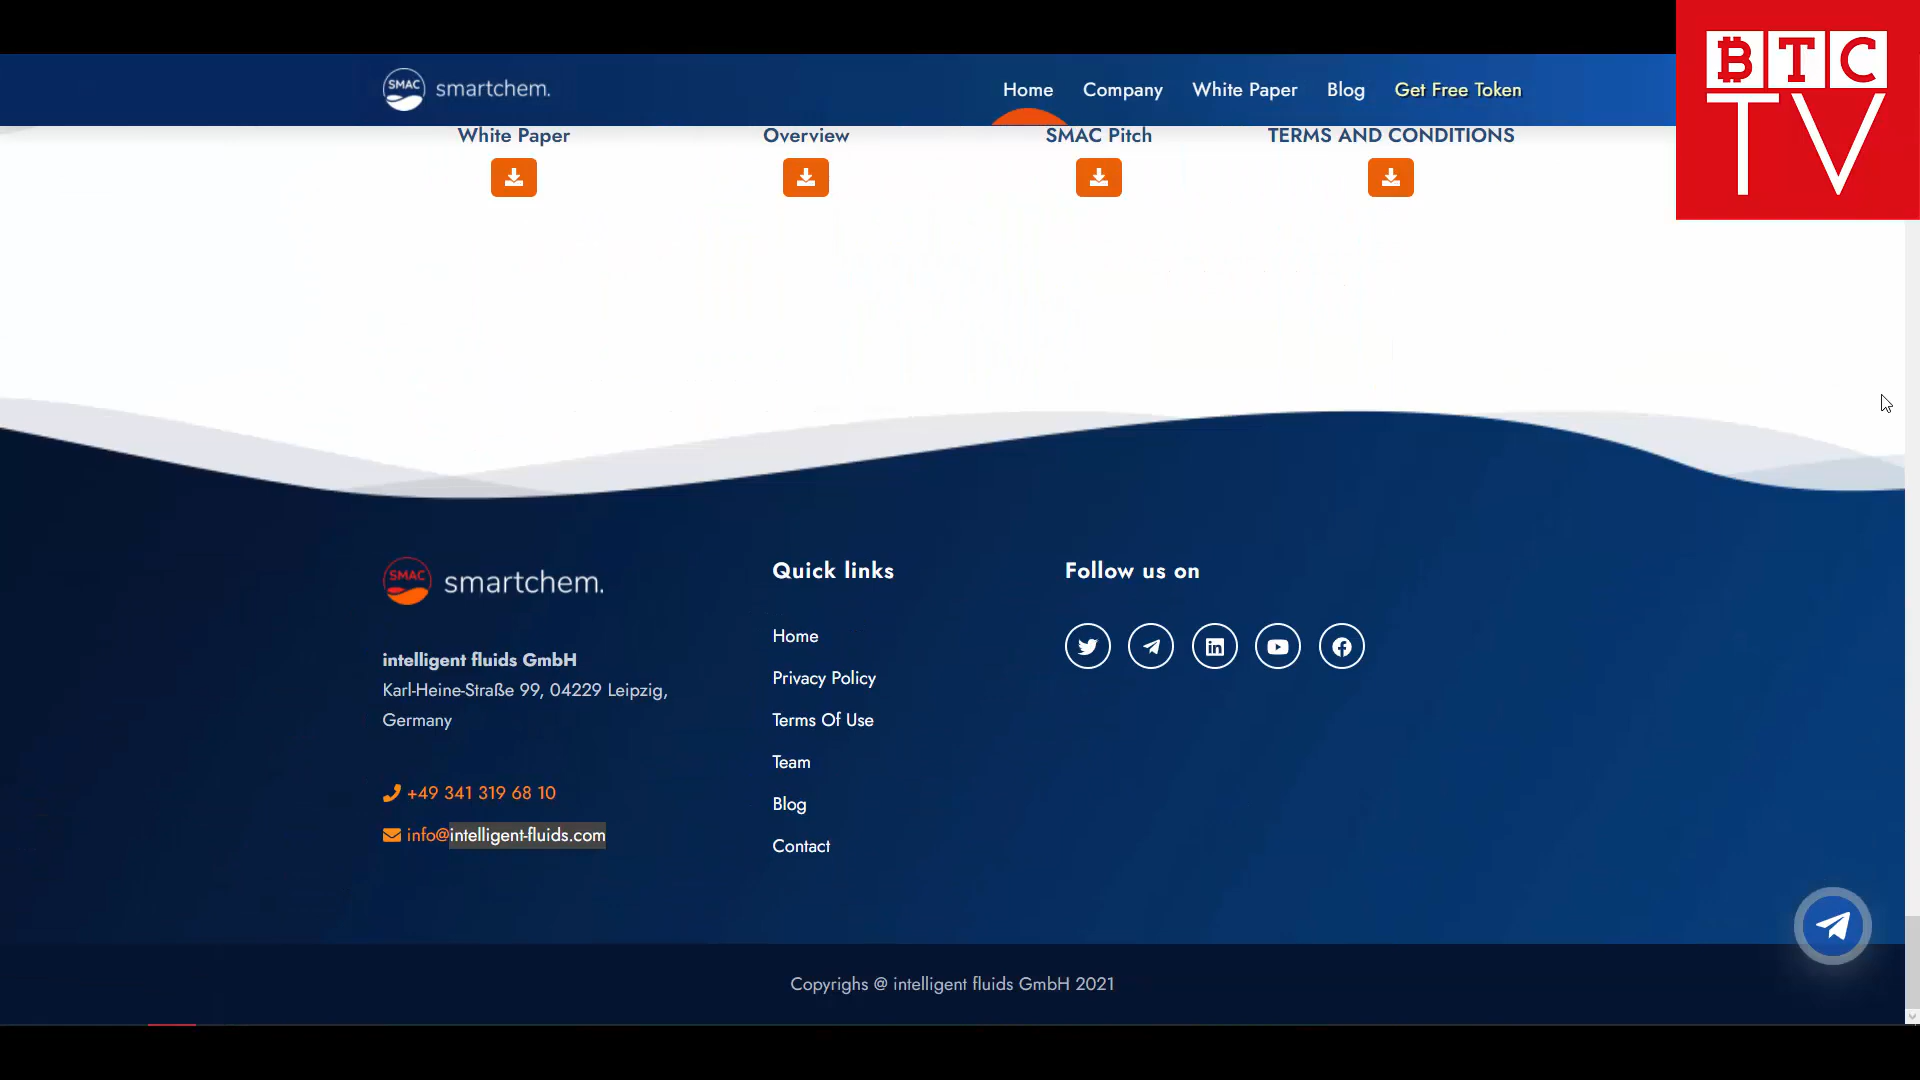 SMAC smartchem.
Home Company White Paper Blog Get Free Token
BTC
TV
White Paper Overview SMAC Pitch TERMS AND CONDITIONS
SMAC smartchem.
intelligent fluids GmbH
Karl-Heine-Straße 99, 04229 Leipzig,
Germany
+49 341 319 68 10
info@intelligent-fluids.com
Quick links
Home
Privacy Policy
Terms Of Use
Team
Blog
Contact
Follow us on
Copyrighs @ intelligent fluids GmbH 2021